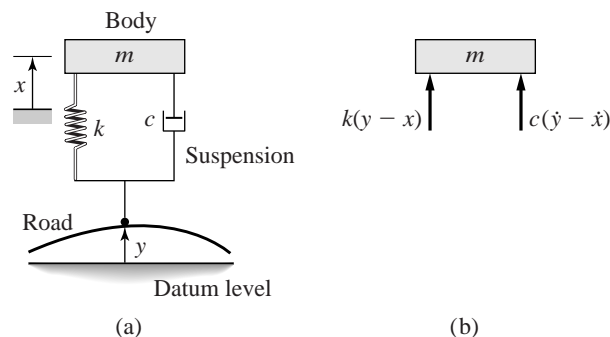 Body
m
x
k
c
Suspension
Road
y
Datum level
(a)
m
k(y − x)
c(ẏ − ẋ)
(b)